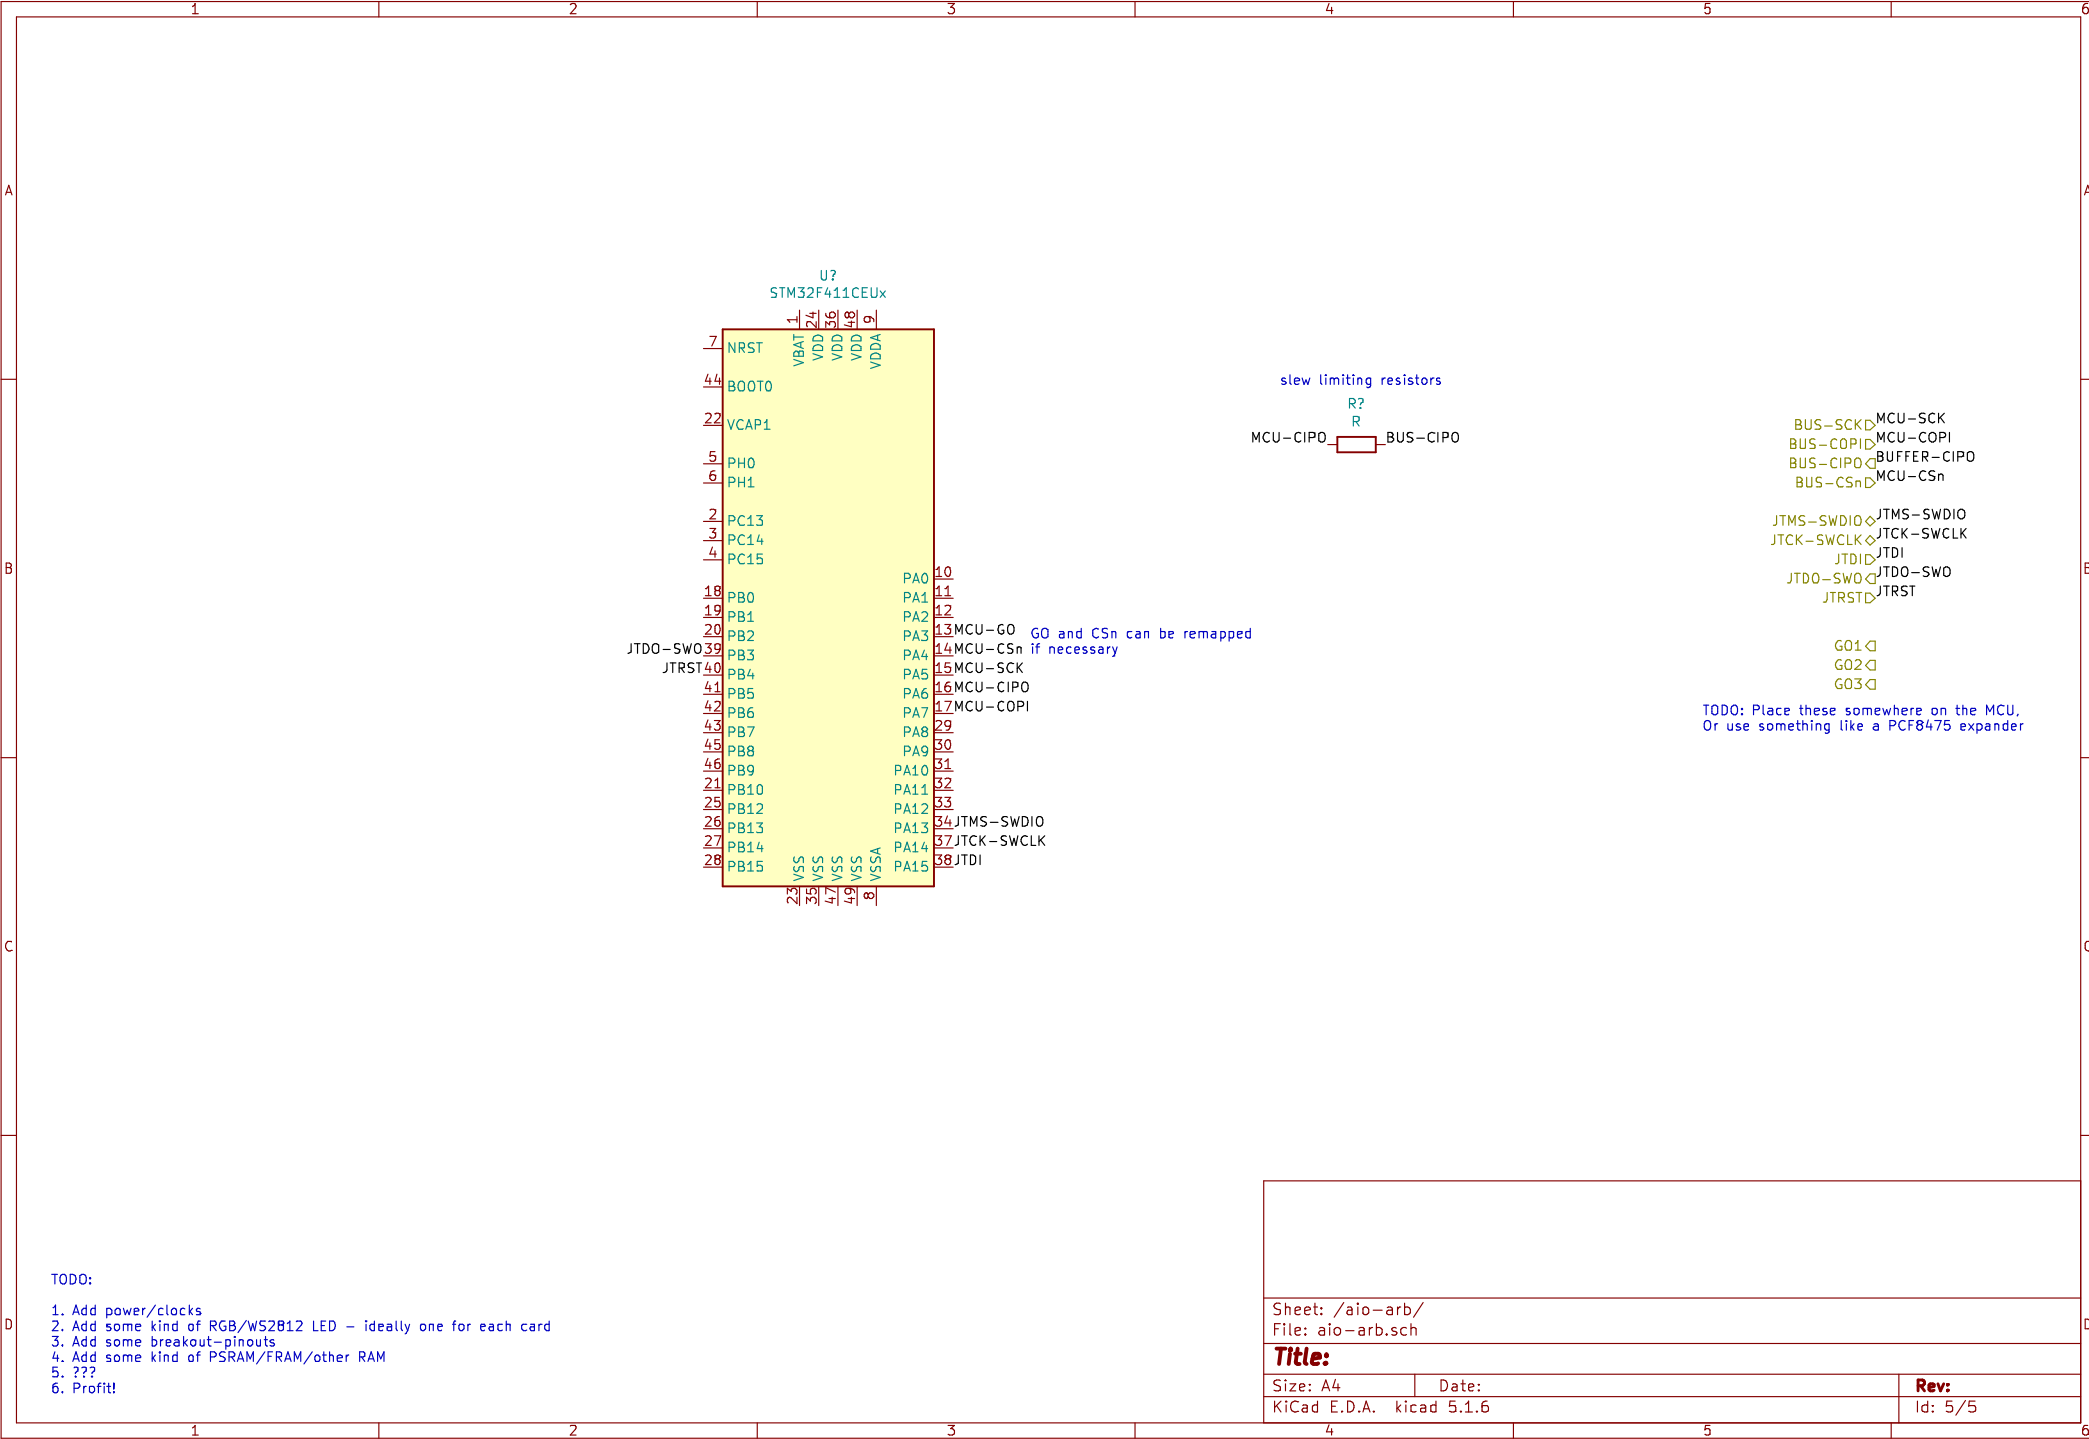 1 2 3 4 5 6
A A
U?
STM32F411CEUx
1 24 36 48 9
VBAT VDD VDD VDD VDDA
7 NRST
44 BOOT0
22 VCAP1
5 PH0
6 PH1
2 PC13
3 PC14
4 PC15
18 PB0
19 PB1
20 PB2
JTDO-SWO 39 PB3
JTRST 40 PB4
41 PB5
42 PB6
43 PB7
45 PB8
46 PB9
21 PB10
25 PB12
26 PB13
27 PB14
28 PB15
PA0 10
PA1 11
PA2 12
PA3 13 MCU-GO
PA4 14 MCU-CSn
PA5 15 MCU-SCK
PA6 16 MCU-CIPO
PA7 17 MCU-COPI
PA8 29
PA9 30
PA10 31
PA11 32
PA12 33
PA13 34 JTMS-SWDIO
PA14 37 JTCK-SWCLK
PA15 38 JTDI
VSS VSS VSS VSS VSSA
23 35 47 49 8
GO and CSn can be remapped
if necessary
slew limiting resistors
R?
R
MCU-CIPO BUS-CIPO
BUS-SCK MCU-SCK
BUS-COPI MCU-COPI
BUS-CIPO BUFFER-CIPO
BUS-CSn MCU-CSn
JTMS-SWDIO JTMS-SWDIO
JTCK-SWCLK JTCK-SWCLK
JTDI JTDI
JTDO-SWO JTDO-SWO
JTRST JTRST
GO1
GO2
GO3
TODO: Place these somewhere on the MCU,
Or use something like a PCF8475 expander
B B
C C
D D
TODO:
1. Add power/clocks
2. Add some kind of RGB/WS2812 LED - ideally one for each card
3. Add some breakout-pinouts
4. Add some kind of PSRAM/FRAM/other RAM
5. ???
6. Profit!
Sheet: /aio-arb/
File: aio-arb.sch
Title:
Size: A4 Date: Rev:
KiCad E.D.A. kicad 5.1.6 Id: 5/5
1 2 3 4 5 6